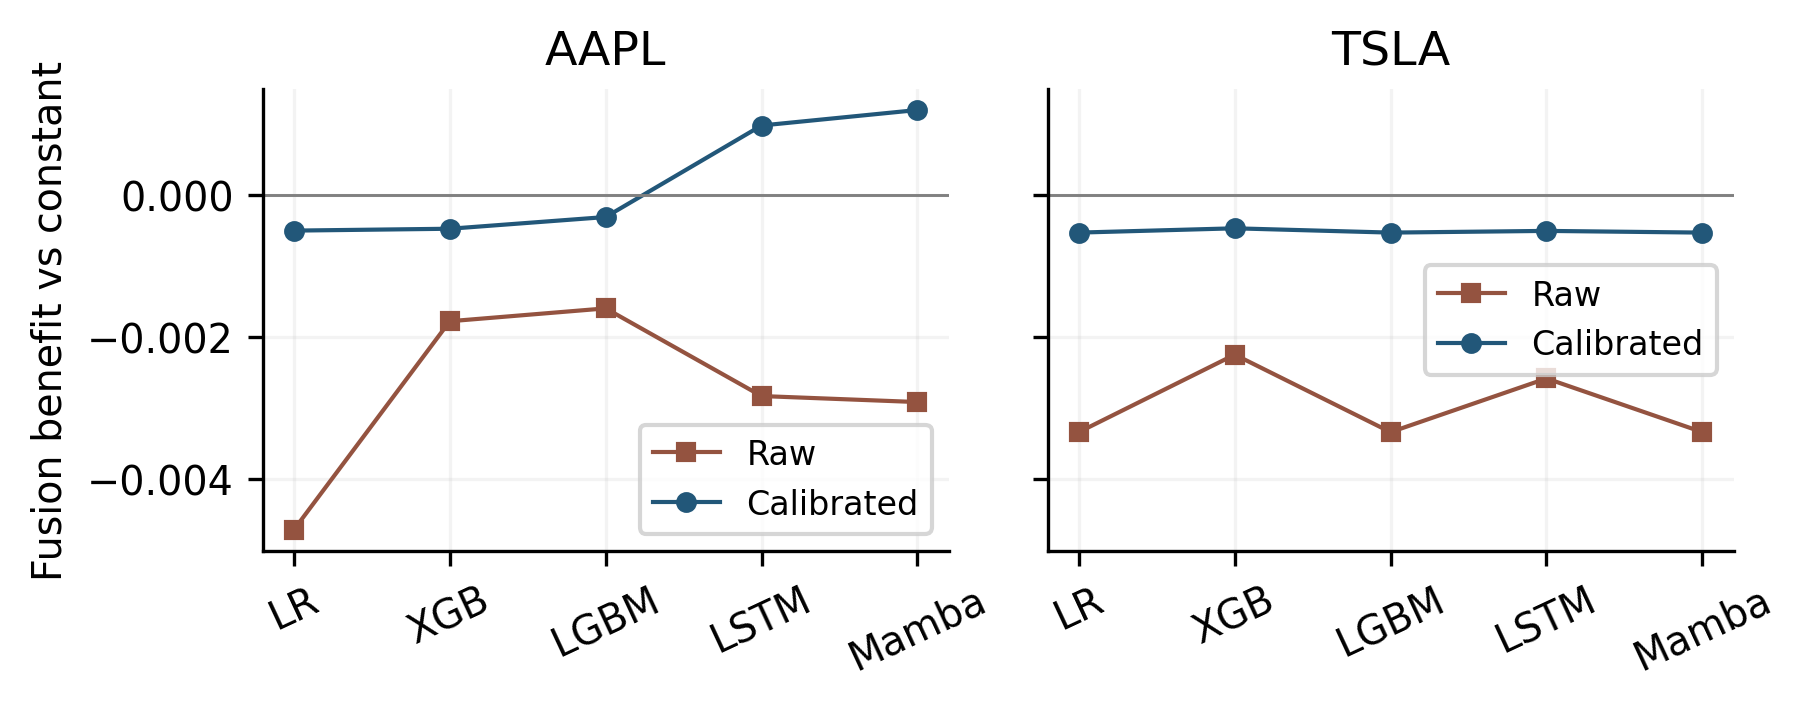 AAPL
TSLA
Fusion benefit vs constant
0.000
−0.002
−0.004
Raw
Calibrated
Raw
Calibrated
LR
XGB
LGBM
LSTM
Mamba
LR
XGB
LGBM
LSTM
Mamba